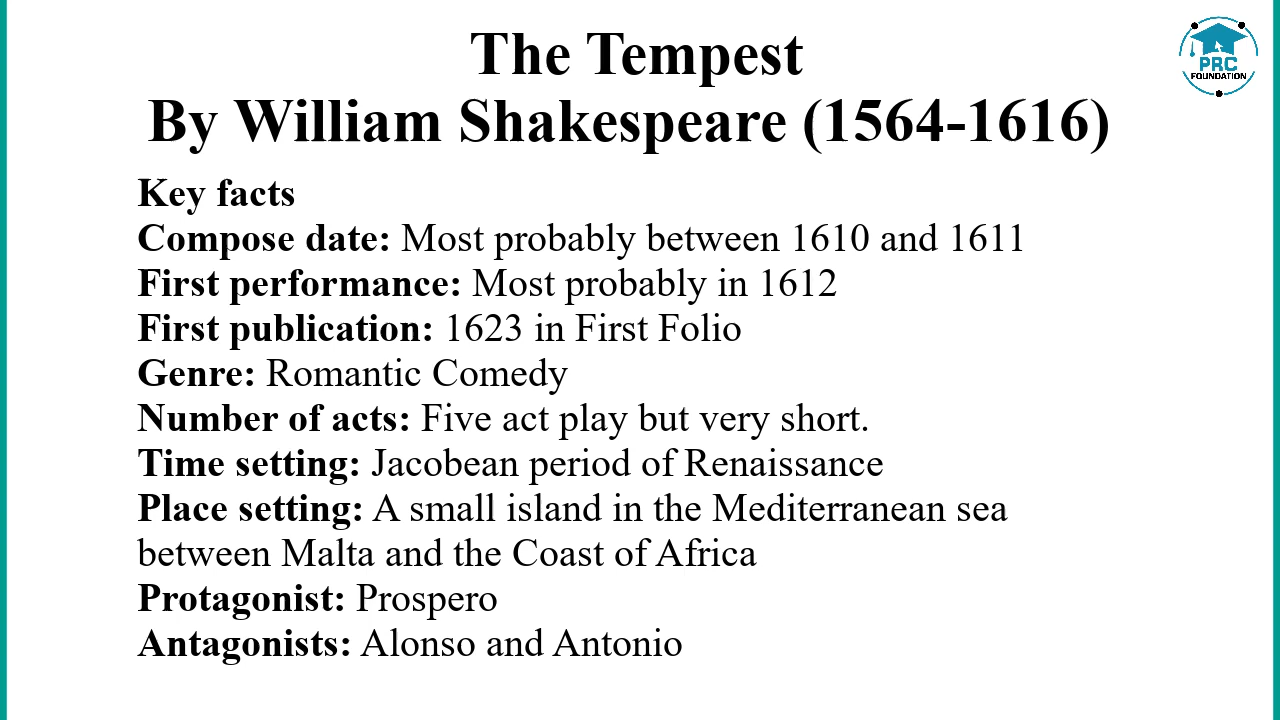 The Tempest
By William Shakespeare (1564-1616)
PRC
FOUNDATION
Key facts
Compose date: Most probably between 1610 and 1611
First performance: Most probably in 1612
First publication: 1623 in First Folio
Genre: Romantic Comedy
Number of acts: Five act play but very short.
Time setting: Jacobean period of Renaissance
Place setting: A small island in the Mediterranean sea
between Malta and the Coast of Africa
Protagonist: Prospero
Antagonists: Alonso and Antonio